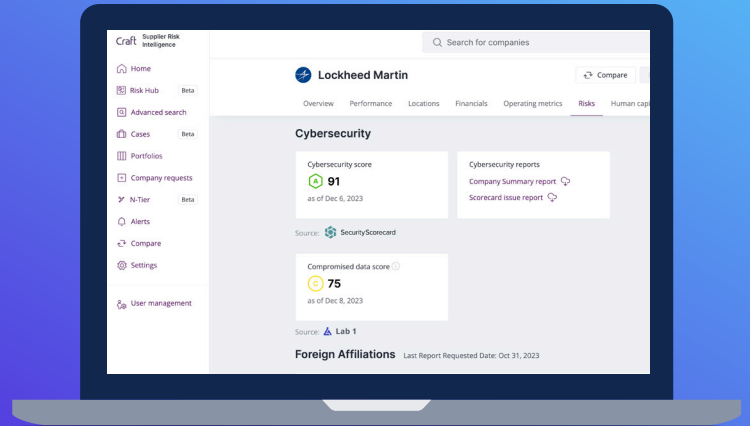 Craft Supplier Risk
Intelligence
Search for companies
Home
Risk Hub Beta
Advanced search
Cases Beta
Portfolios
Company requests
N-Tier Beta
Alerts
Compare
Settings
User management
Lockheed Martin
Compare
Overview Performance Locations Financials Operating metrics Risks Human capi
Cybersecurity
Cybersecurity score
A 91
as of Dec 6, 2023
Cybersecurity reports
Company Summary report
Scorecard issue report
Source: SecurityScorecard
Compromised data score
C 75
as of Dec 8, 2023
Source: Lab 1
Foreign Affiliations Last Report Requested Date: Oct 31, 2023